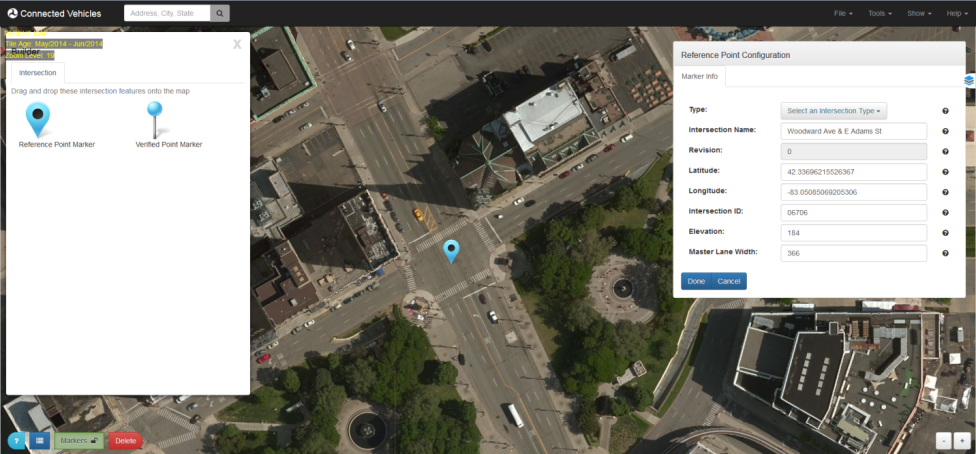 Connected Vehicles
Address, City, State
File
Tools
Show
Help
Tile Age: May/2014 - Jun/2014
Builder
Zoom Level: 19
X
Intersection
Drag and drop these intersection features onto the map
Reference Point Marker
Verified Point Marker
Reference Point Configuration
Marker Info
Type:
Select an Intersection Type
Intersection Name:
Woodward Ave & E Adams St
Revision:
0
Latitude:
42.33696215526367
Longitude:
-83.05085069205306
Intersection ID:
06706
Elevation:
184
Master Lane Width:
366
Done
Cancel
?
Markers
Delete
-
+